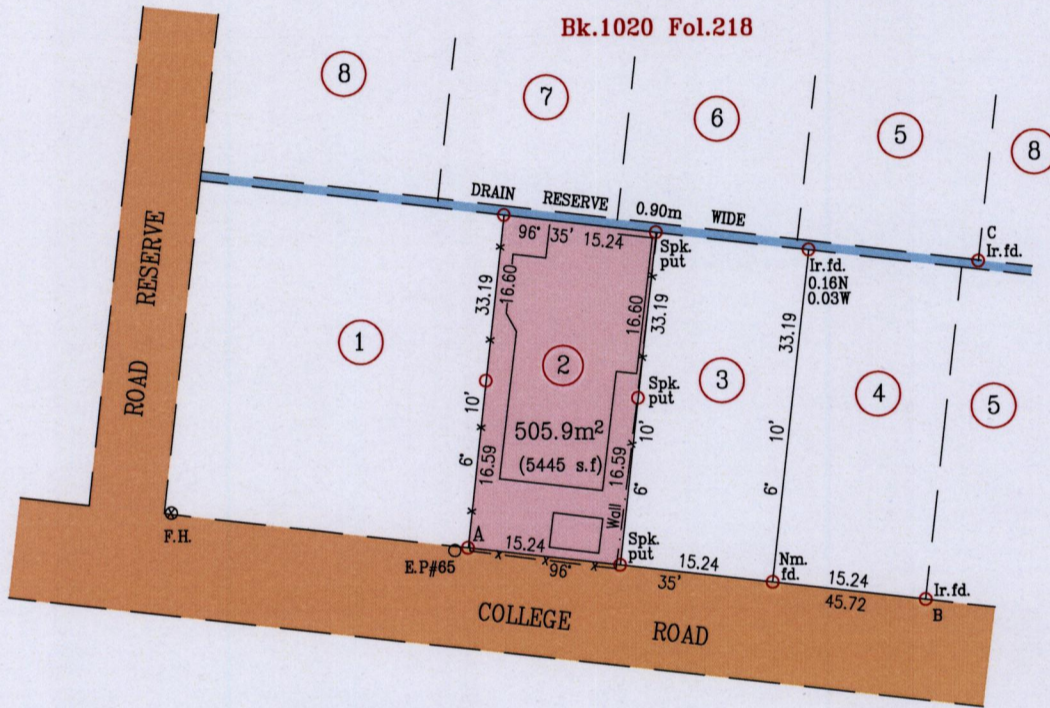 Bk.1020 Fol.218
8
7
6
5
8
DRAIN RESERVE 0.90m WIDE
96° 35' 15.24
Spk.
put
C
Ir.fd.
Ir.fd.
0.16N
0.03W
ROAD RESERVE
33.19
16.60
16.60
33.19
33.19
1
2
3
4
5
Spk.
put
505.9m²
(5445 s.f)
6° 10'
16.59
16.59
6° 10'
6° 10'
Wall
F.H.
E.P#65
A
15.24
96°
Spk.
put
35'
15.24
Nm.
fd.
15.24
45.72
Ir.fd.
B
COLLEGE ROAD